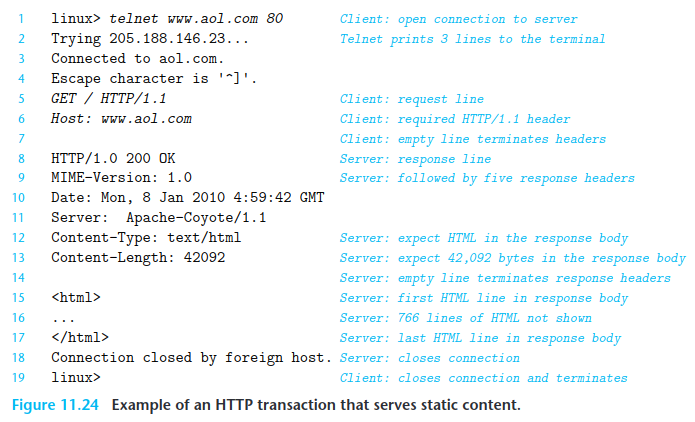 1 linux> telnet www.aol.com 80 Client: open connection to server
2 Trying 205.188.146.23... Telnet prints 3 lines to the terminal
3 Connected to aol.com.
4 Escape character is '^]'.
5 GET / HTTP/1.1 Client: request line
6 Host: www.aol.com Client: required HTTP/1.1 header
7 Client: empty line terminates headers
8 HTTP/1.0 200 OK Server: response line
9 MIME-Version: 1.0 Server: followed by five response headers
10 Date: Mon, 8 Jan 2010 4:59:42 GMT
11 Server: Apache-Coyote/1.1
12 Content-Type: text/html Server: expect HTML in the response body
13 Content-Length: 42092 Server: expect 42,092 bytes in the response body
14 Server: empty line terminates response headers
15 <html> Server: first HTML line in response body
16 ... Server: 766 lines of HTML not shown
17 </html> Server: last HTML line in response body
18 Connection closed by foreign host. Server: closes connection
19 linux> Client: closes connection and terminates
Figure 11.24 Example of an HTTP transaction that serves static content.